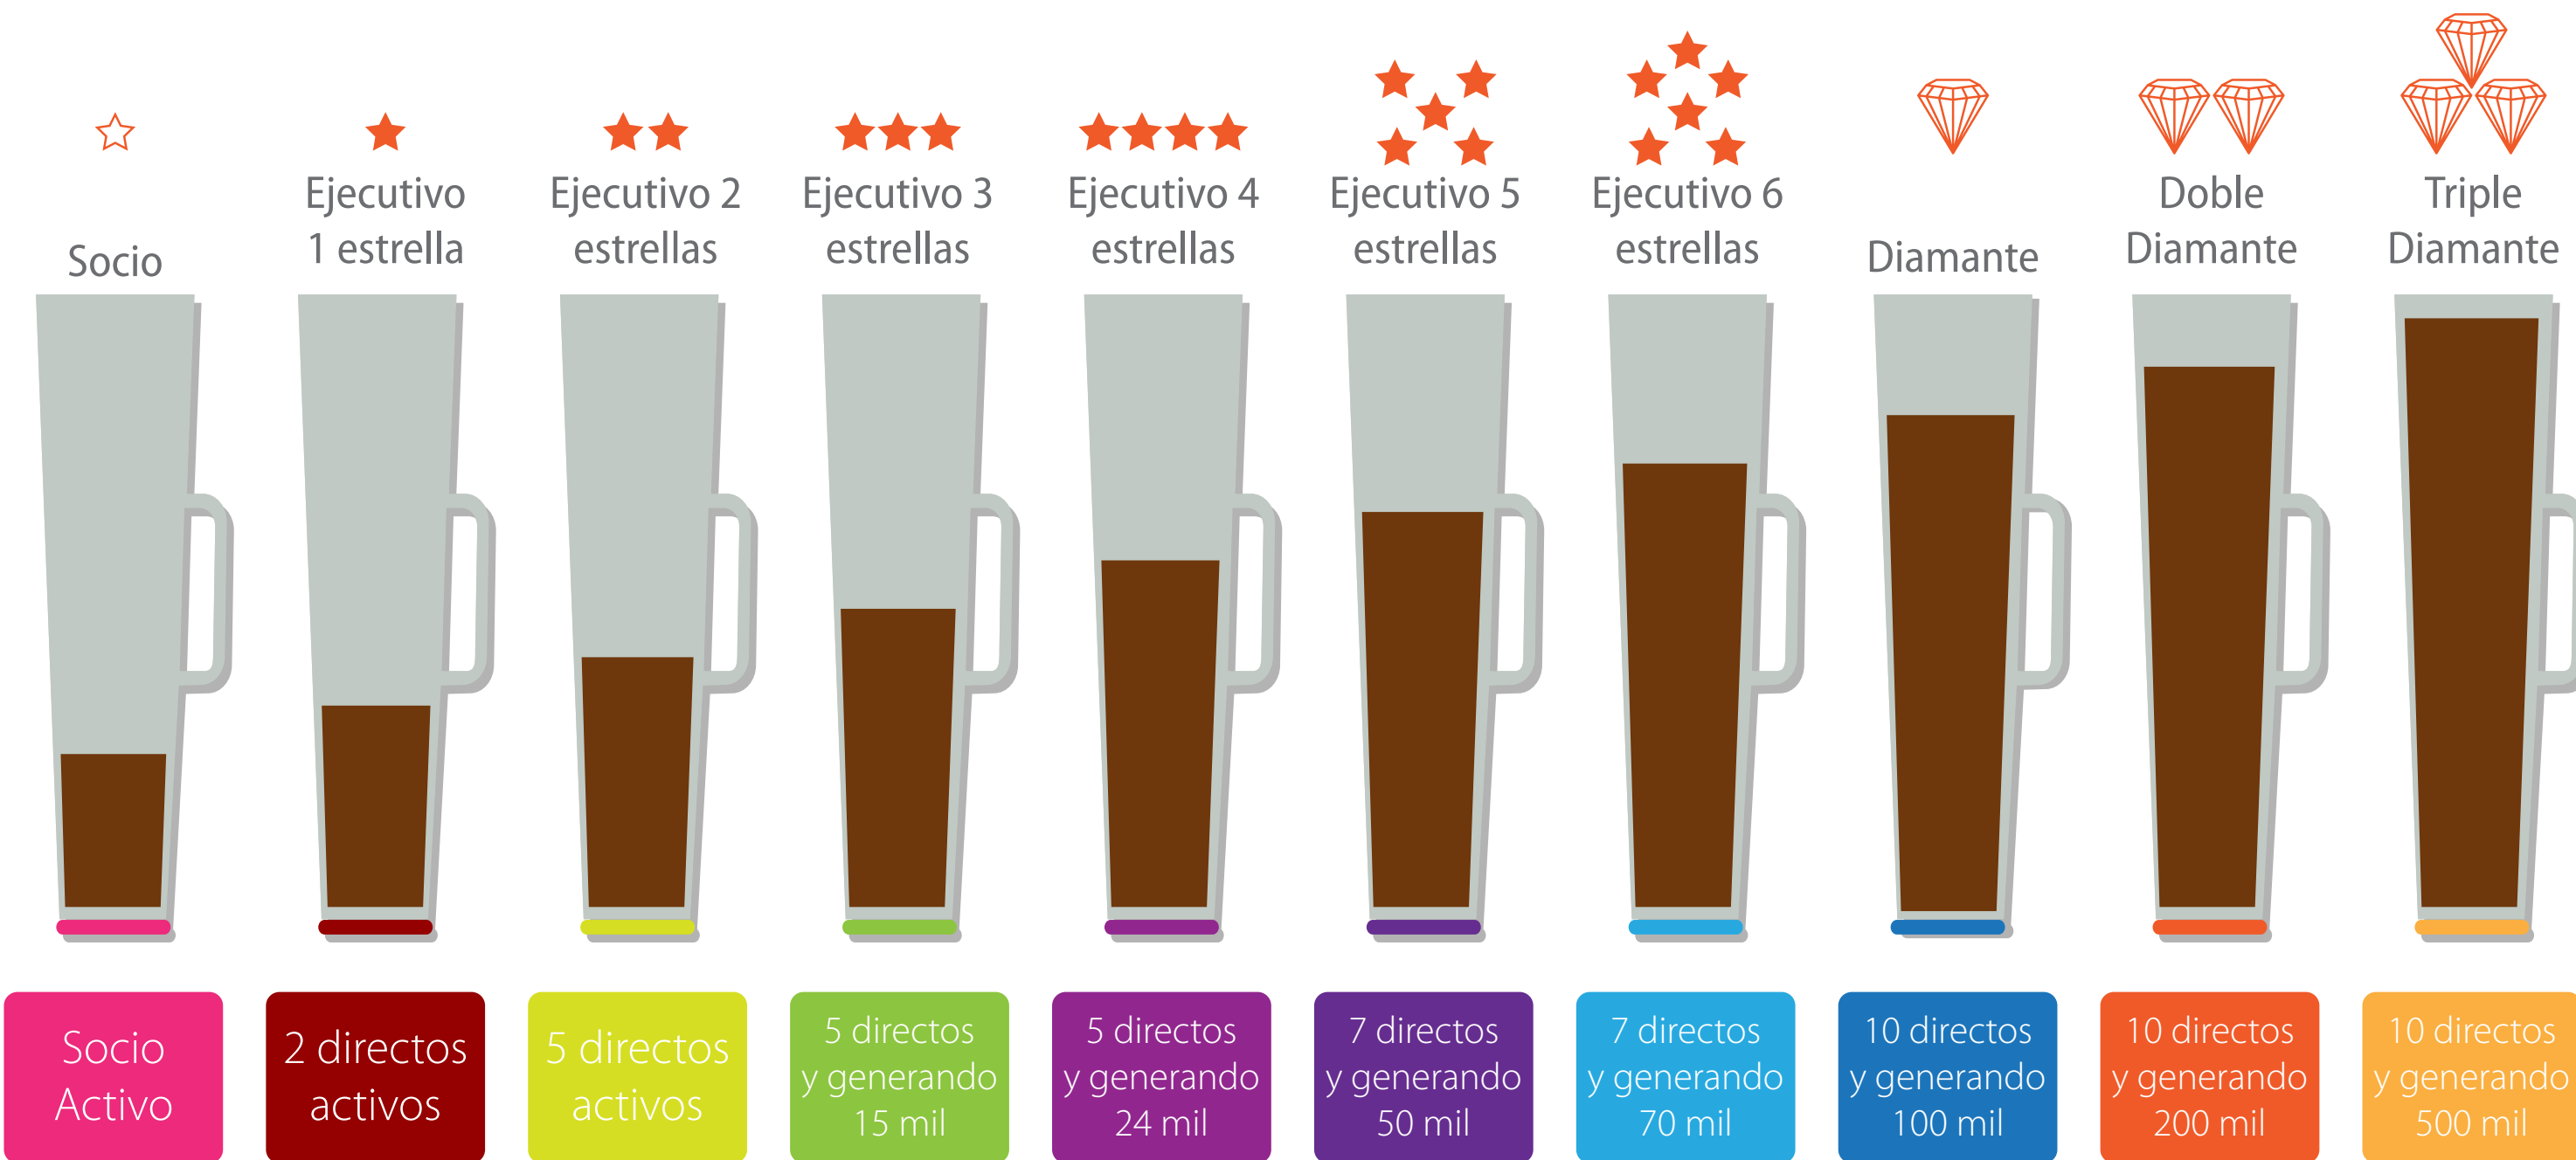 Socio
Ejecutivo
1 estrella
Ejecutivo 2
estrellas
Ejecutivo 3
estrellas
Ejecutivo 4
estrellas
Ejecutivo 5
estrellas
Ejecutivo 6
estrellas
Diamante
Doble
Diamante
Triple
Diamante
Socio
Activo
2 directos
activos
5 directos
activos
5 directos
y generando
15 mil
5 directos
y generando
24 mil
7 directos
y generando
50 mil
7 directos
y generando
70 mil
10 directos
y generando
100 mil
10 directos
y generando
200 mil
10 directos
y generando
500 mil